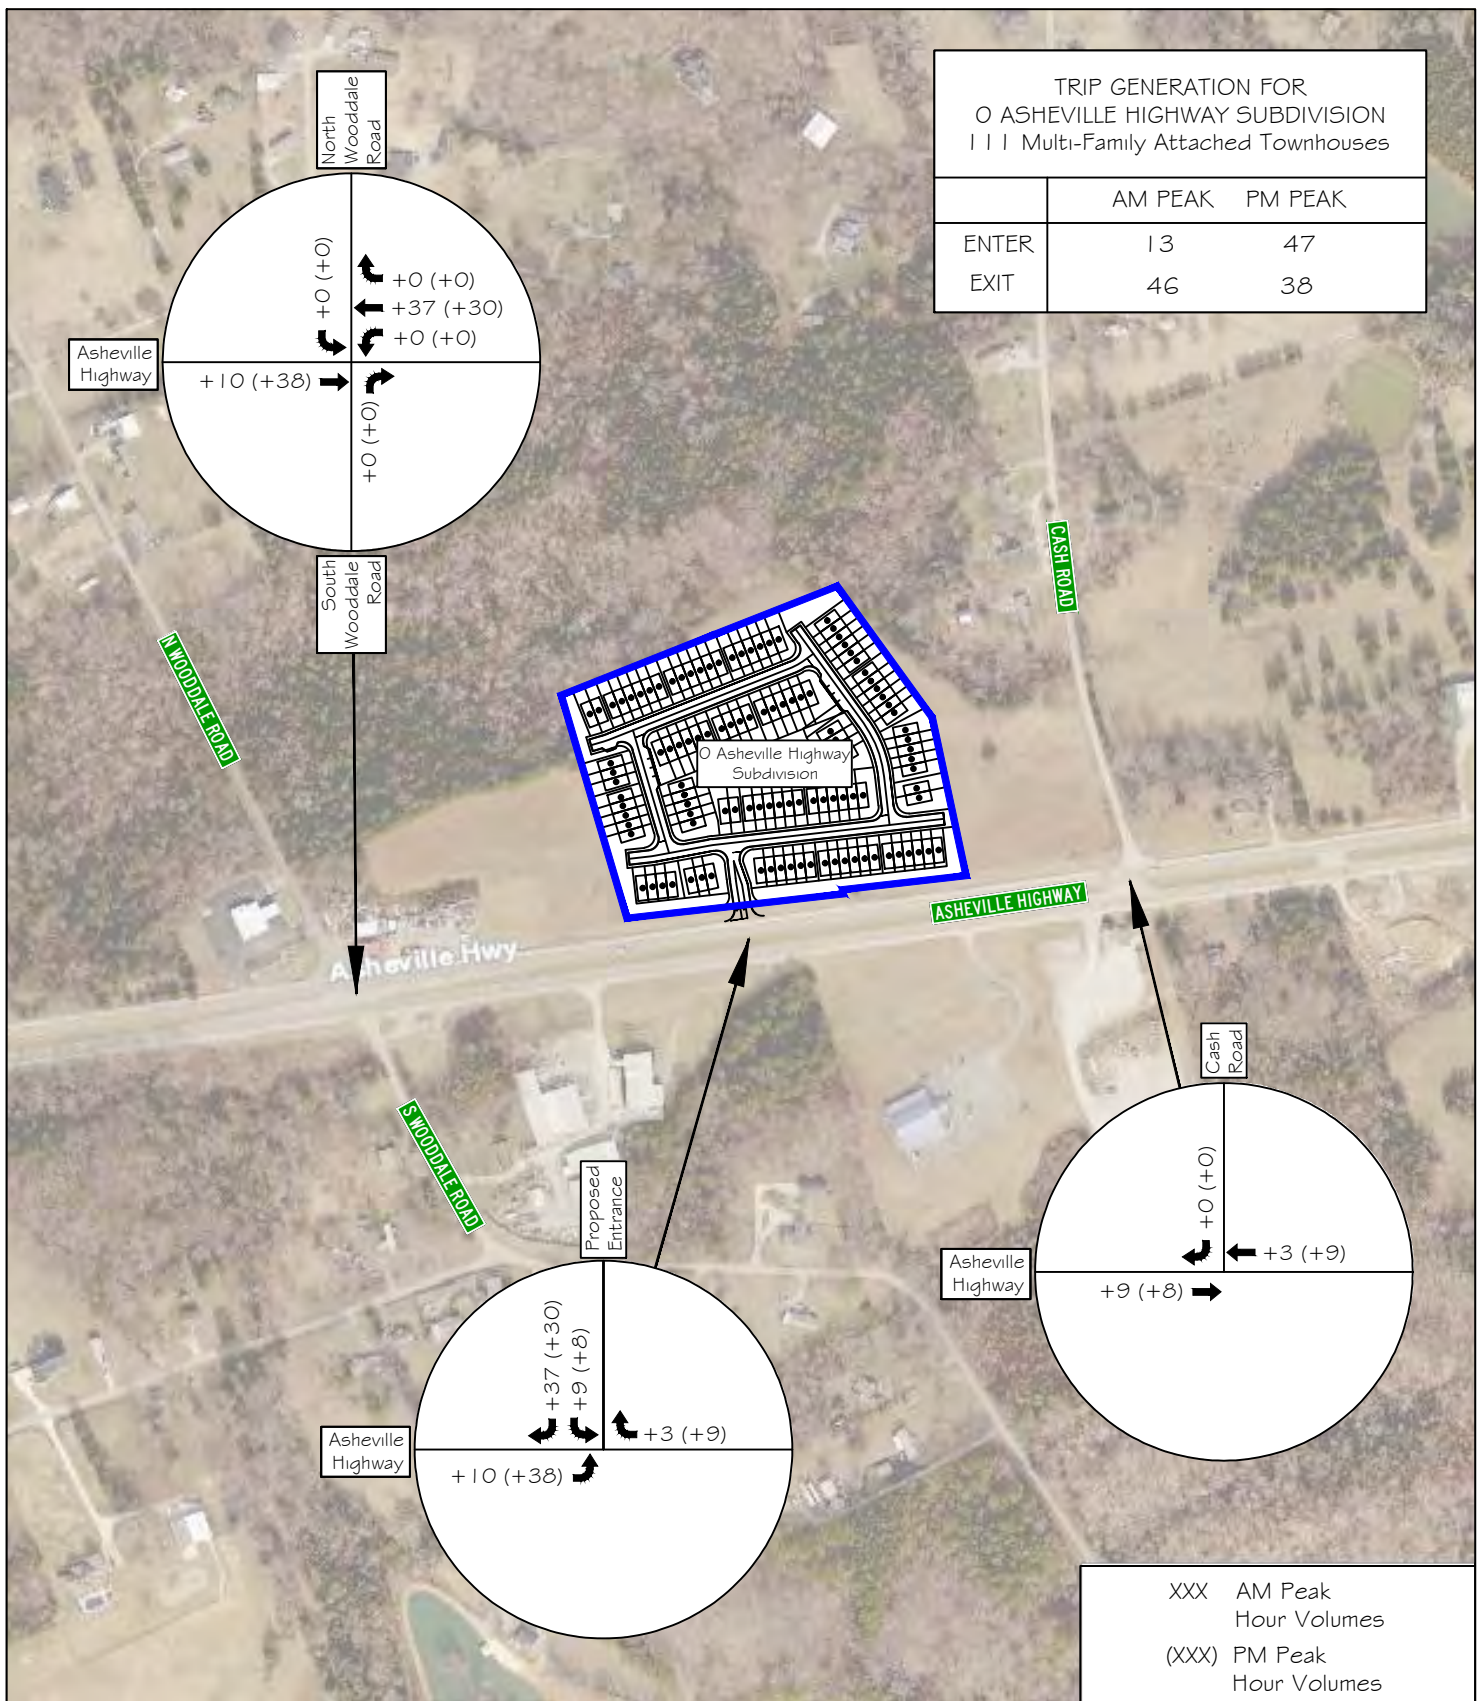 TRIP GENERATION FOR
0 ASHEVILLE HIGHWAY SUBDIVISION
111 Multi-Family Attached Townhouses
AM PEAK PM PEAK
ENTER 13 47
EXIT 46 38
North
Wooddale
Road
+0 (+0)
+0 (+0)
+37 (+30)
+0 (+0)
Asheville
Highway
+10 (+38)
+0 (+0)
South
Wooddale
Road
N WOODDALE ROAD
CASH ROAD
0 Asheville Highway
Subdivision
ASHEVILLE HIGHWAY
Asheville Hwy
S WOODDALE ROAD
Cash
Road
+0 (+0)
+3 (+9)
Asheville
Highway
+9 (+8)
Proposed
Entrance
+37 (+30)
+9 (+8)
+3 (+9)
Asheville
Highway
+10 (+38)
XXX AM Peak
Hour Volumes
(XXX) PM Peak
Hour Volumes